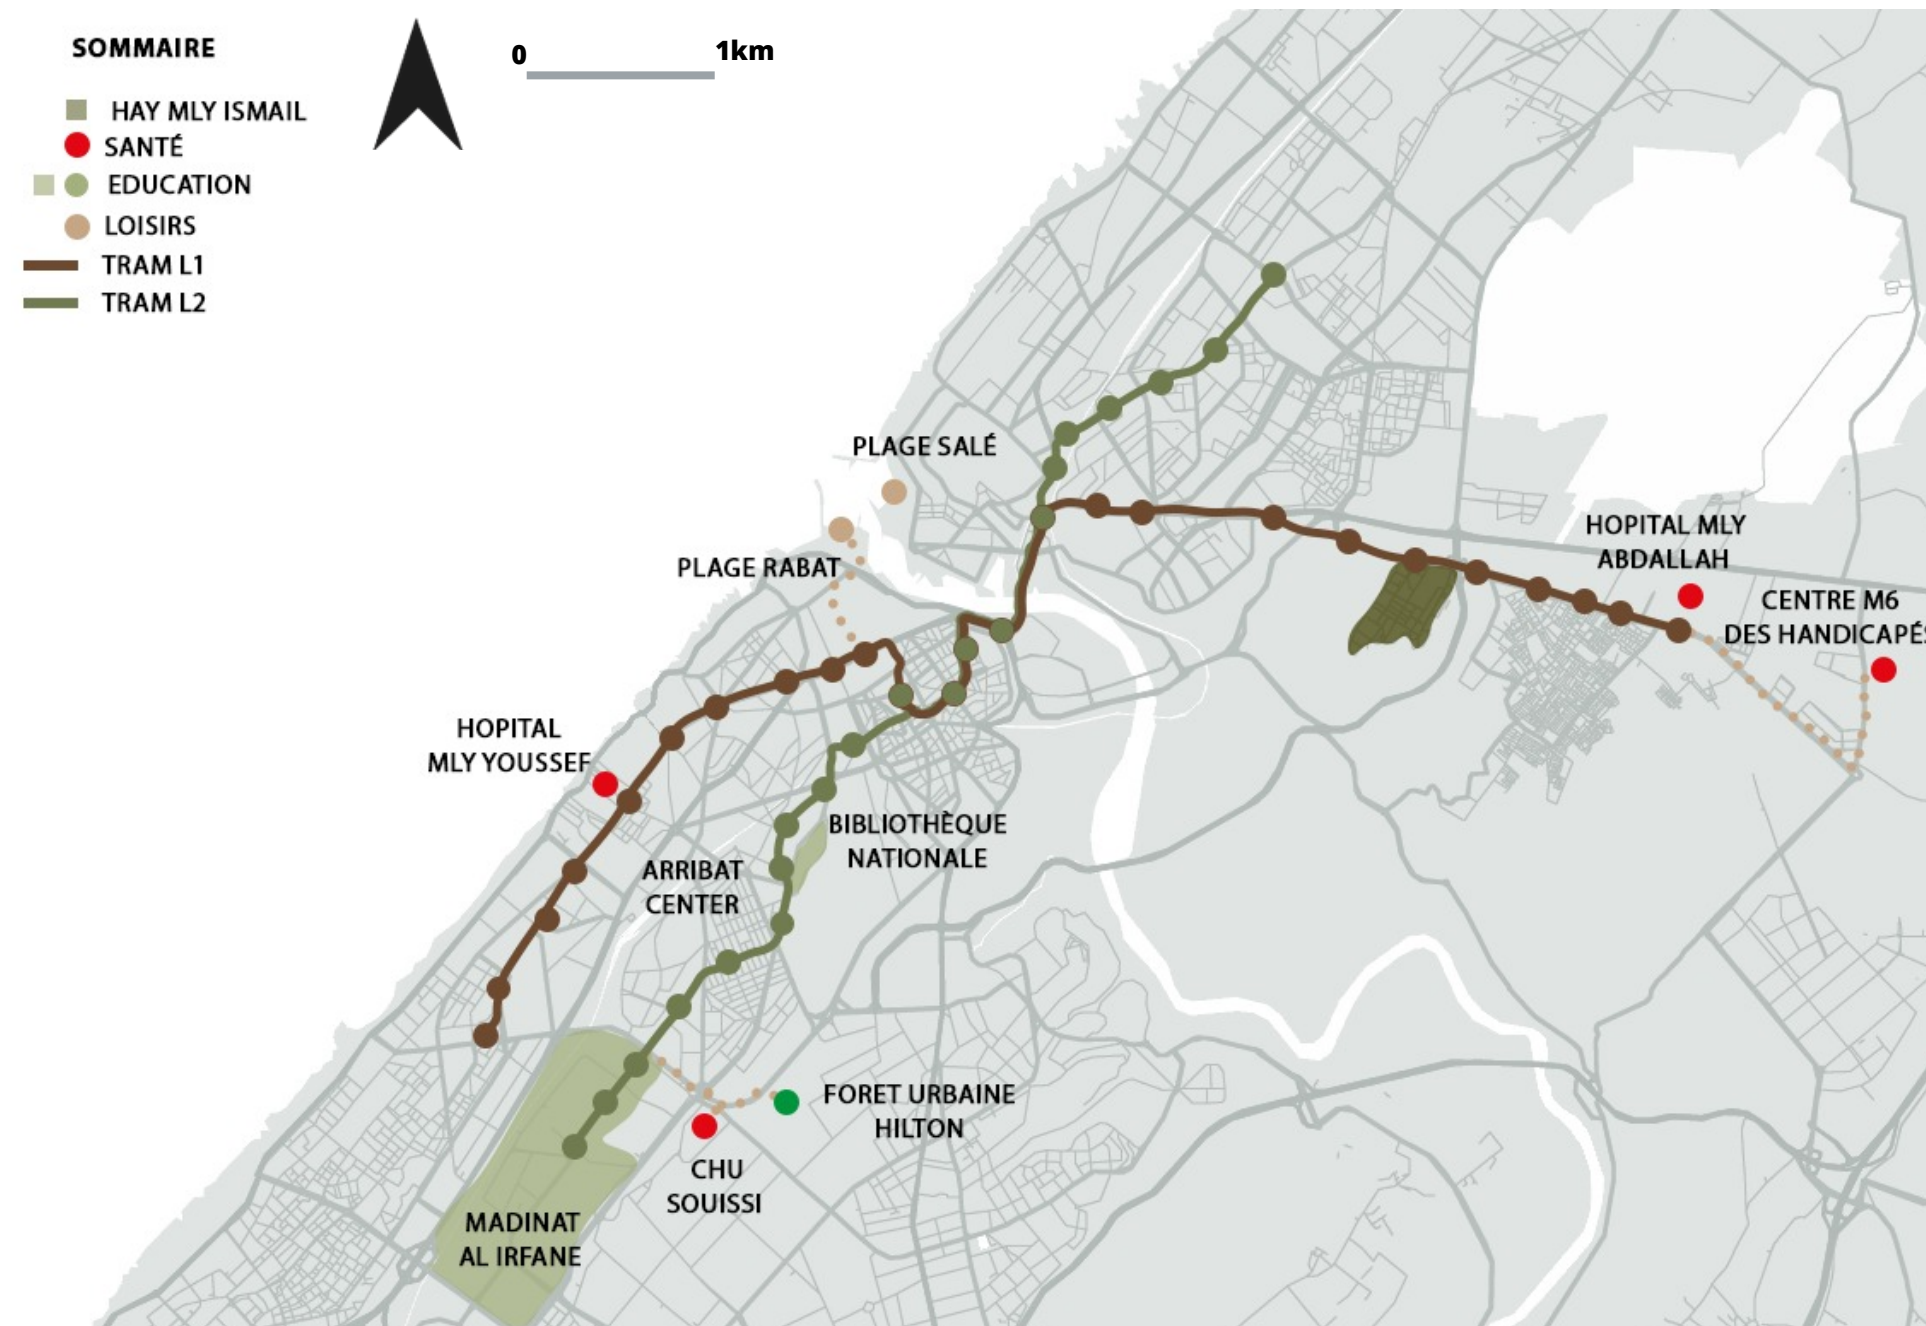 SOMMAIRE
HAY MLY ISMAIL
SANTÉ
EDUCATION
LOISIRS
TRAM L1
TRAM L2
0
1km
PLAGE SALÉ
PLAGE RABAT
HOPITAL MLY
ABDALLAH
CENTRE M6
DES HANDICAPÉS
HOPITAL
MLY YOUSSEF
BIBLIOTHÈQUE
NATIONALE
ARRIBAT
CENTER
FORET URBAINE
HILTON
CHU
SOUISSI
MADINAT
AL IRFANE